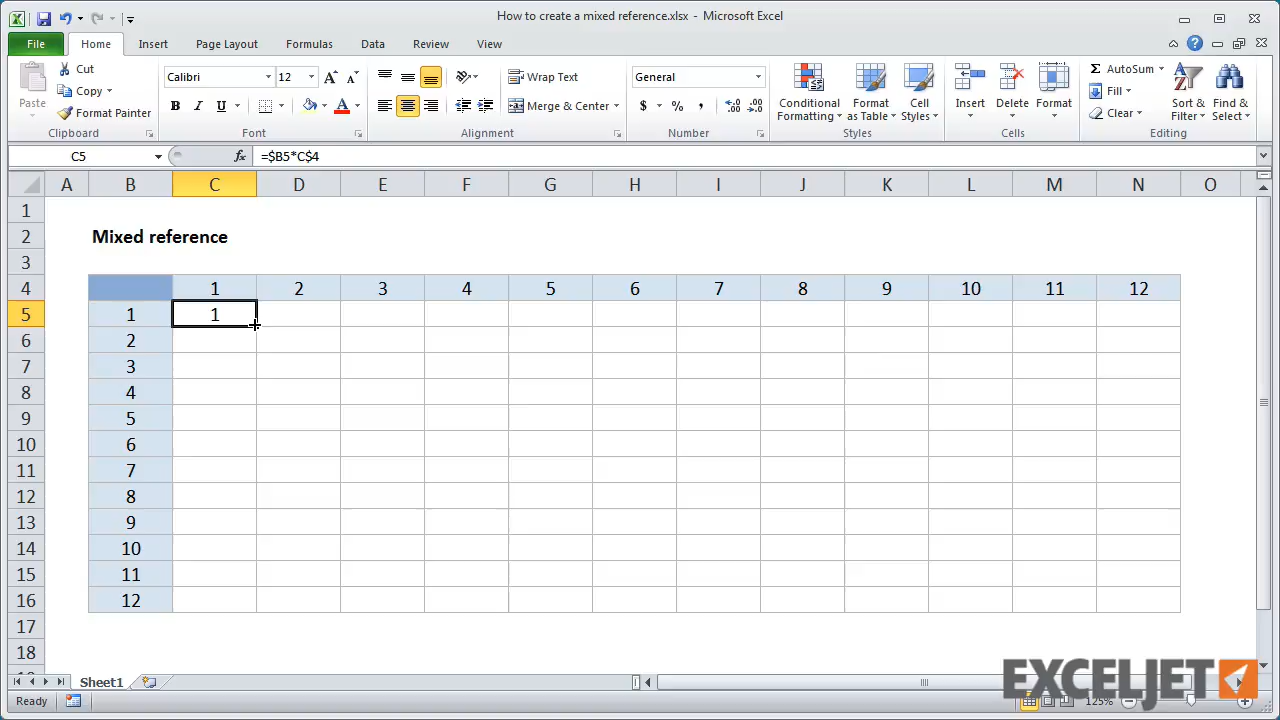 How to create a mixed reference.xlsx - Microsoft Excel
File Home Insert Page Layout Formulas Data Review View
Paste
Cut
Copy
Format Painter
Clipboard
Calibri 12
B I U
Font
Wrap Text
Merge & Center
Alignment
General
$ % ,
Number
Conditional Formatting
Format as Table
Cell Styles
Styles
Insert Delete Format
Cells
AutoSum
Fill
Clear
Sort & Filter
Find & Select
Editing
C5 fx =$B5*C$4
A B C D E F G H I J K L M N O
1
2 Mixed reference
3
4 1 2 3 4 5 6 7 8 9 10 11 12
5 1 1
6 2
7 3
8 4
9 5
10 6
11 7
12 8
13 9
14 10
15 11
16 12
17
18
Sheet1
EXCELJET
Ready 125%